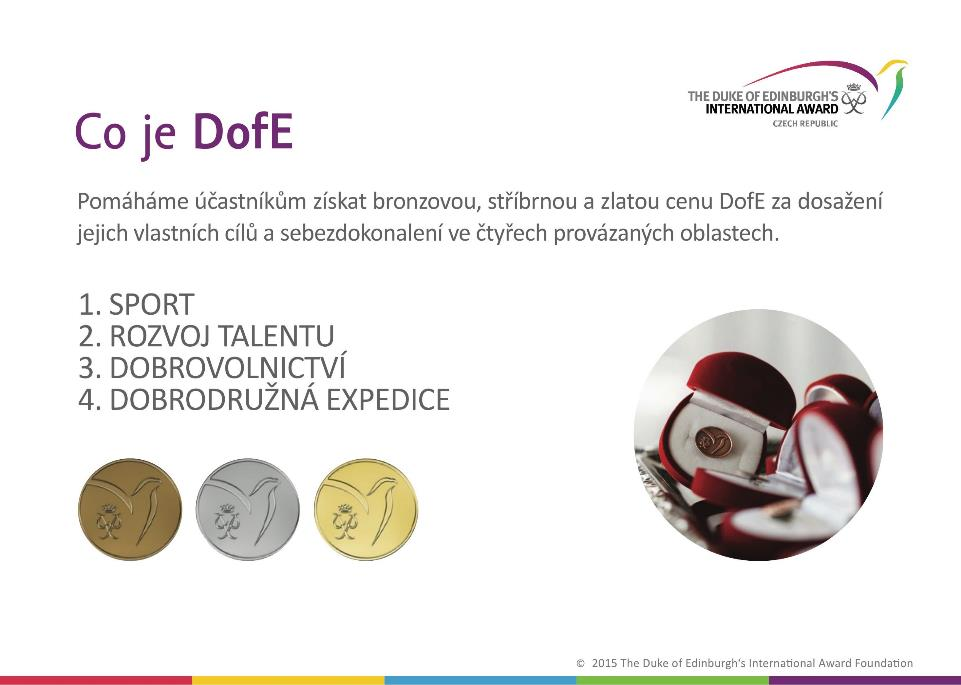 THE DUKE OF EDINBURGH'S
INTERNATIONAL AWARD
CZECH REPUBLIC
Co je DofE
Pomáháme účastníkům získat bronzovou, stříbrnou a zlatou cenu DofE za dosažení
jejich vlastních cílů a sebezdokonalení ve čtyřech provázaných oblastech.
1. SPORT
2. ROZVOJ TALENTU
3. DOBROVOLNICTVÍ
4. DOBRODRUŽNÁ EXPEDICE
© 2015 The Duke of Edinburgh's International Award Foundation